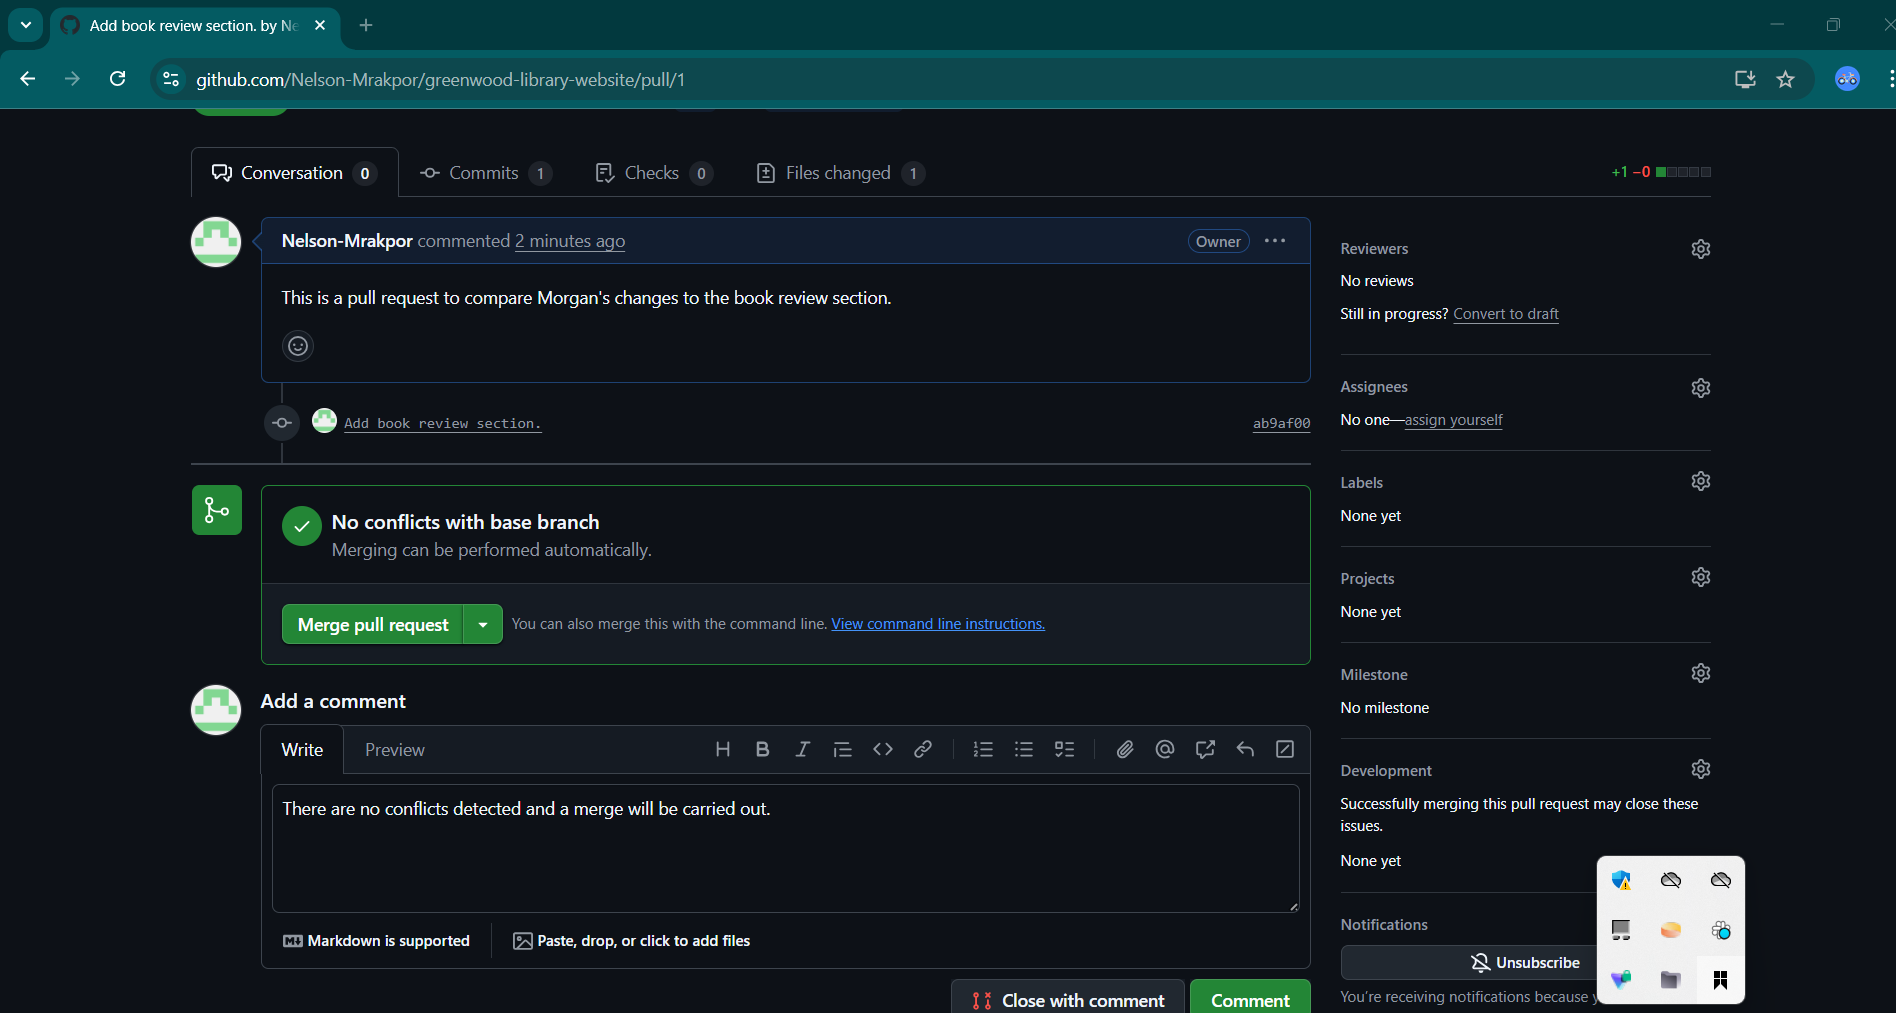 Add book review section. by Ne
github.com/Nelson-Mrakpor/greenwood-library-website/pull/1
Conversation 0
Commits 1
Checks 0
Files changed 1
+1 −0
Nelson-Mrakpor commented 2 minutes ago
Owner
This is a pull request to compare Morgan's changes to the book review section.
Add book review section.
ab9af00
No conflicts with base branch
Merging can be performed automatically.
Merge pull request
You can also merge this with the command line. View command line instructions.
Add a comment
Write
Preview
There are no conflicts detected and a merge will be carried out.
Markdown is supported
Paste, drop, or click to add files
Close with comment
Comment
Reviewers
No reviews
Still in progress? Convert to draft
Assignees
No one—assign yourself
Labels
None yet
Projects
None yet
Milestone
No milestone
Development
Successfully merging this pull request may close these
issues.
None yet
Notifications
Unsubscribe
You're receiving notifications because